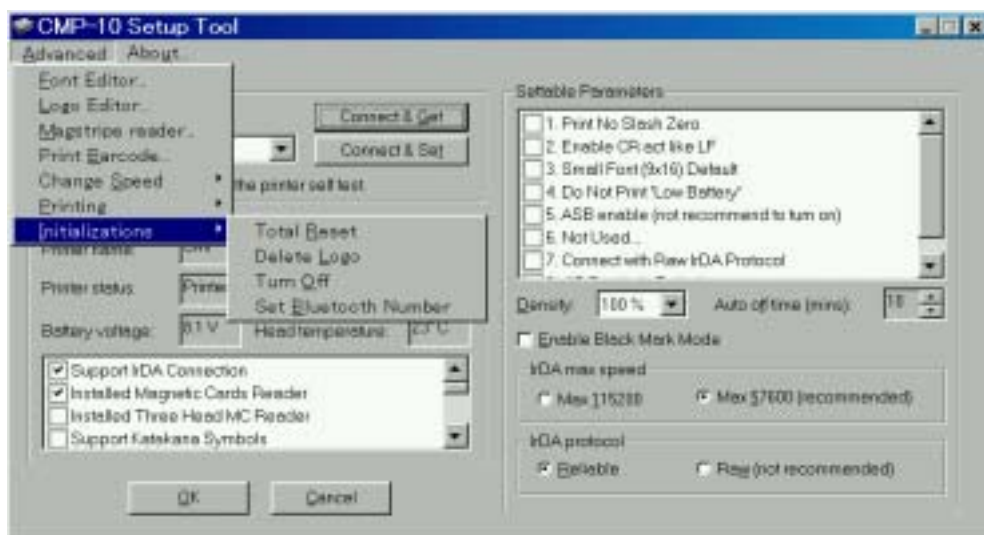 CMP-10 Setup Tool
Advanced About..
Font Editor..
Logo Editor..
Magstripe reader..
Print Barcode..
Change Speed
Printing
Initializations
Total Reset
Delete Logo
Turn Off
Set Bluetooth Number
Connect & Get
Connect & Set
the printer self test
Printer name:
Printer status:
Battery voltage: 8.1 V Head temperature: 23°C
Support IrDA Connection
Installed Magnetic Cards Reader
Installed Three Head MC Reader
Support Katakana Symbols
OK Cancel
Settable Parameters
1. Print No Slash Zero
2. Enable CR act like LF
3. Small Font (9x16) Default
4. Do Not Print "Low Battery"
5. ASB enable (not recommend to turn on)
6. Not Used...
7. Connect with Raw IrDA Protocol
Density: 100 % Auto off time (mins): 10
Enable Black Mark Mode
IrDA max speed
Max 115200 Max 57600 (recommended)
IrDA protocol
Reliable Raw (not recommended)